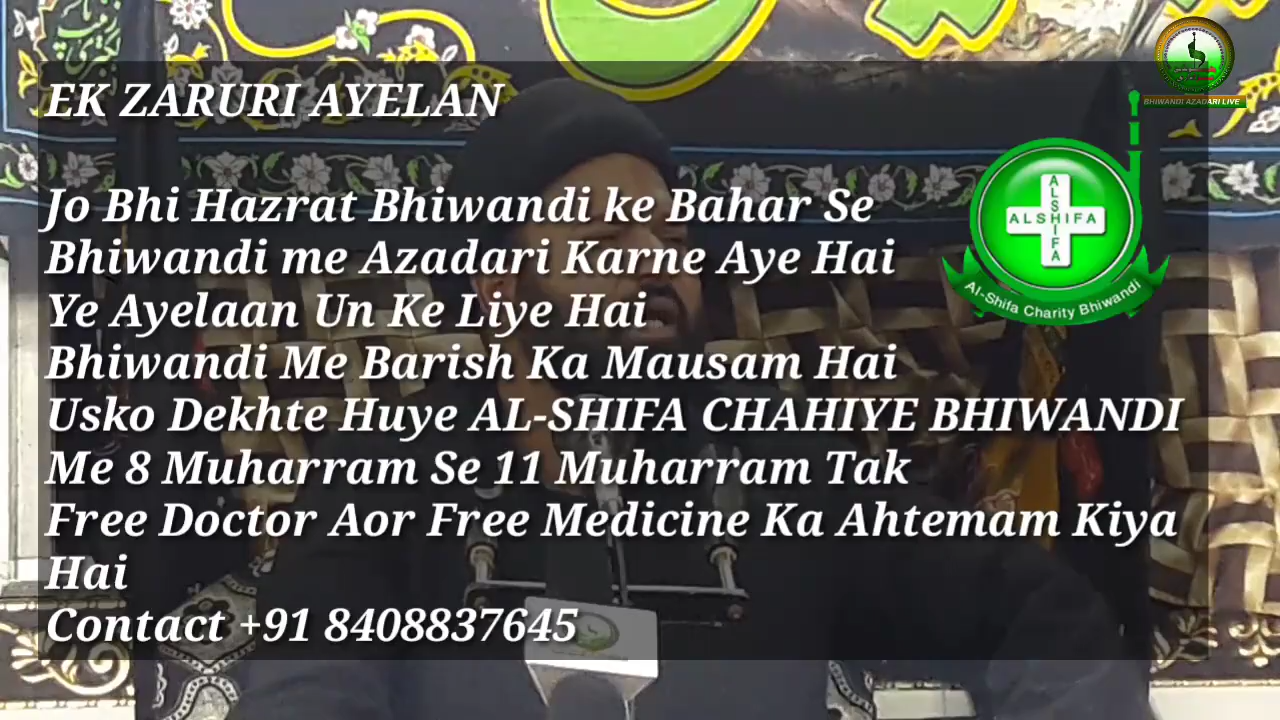 EK ZARURI AYELAN
Jo Bhi Hazrat Bhiwandi ke Bahar Se
Bhiwandi me Azadari Karne Aye Hai
Ye Ayelaan Un Ke Liye Hai
Bhiwandi Me Barish Ka Mausam Hai
Usko Dekhte Huye AL-SHIFA CHAHIYE BHIWANDI
Me 8 Muharram Se 11 Muharram Tak
Free Doctor Aor Free Medicine Ka Ahtemam Kiya
Hai
Contact +91 8408837645
BHIWANDI AZADARI LIVE
ALSHIFA
ALSHIFA
Al-Shifa Charity Bhiwandi